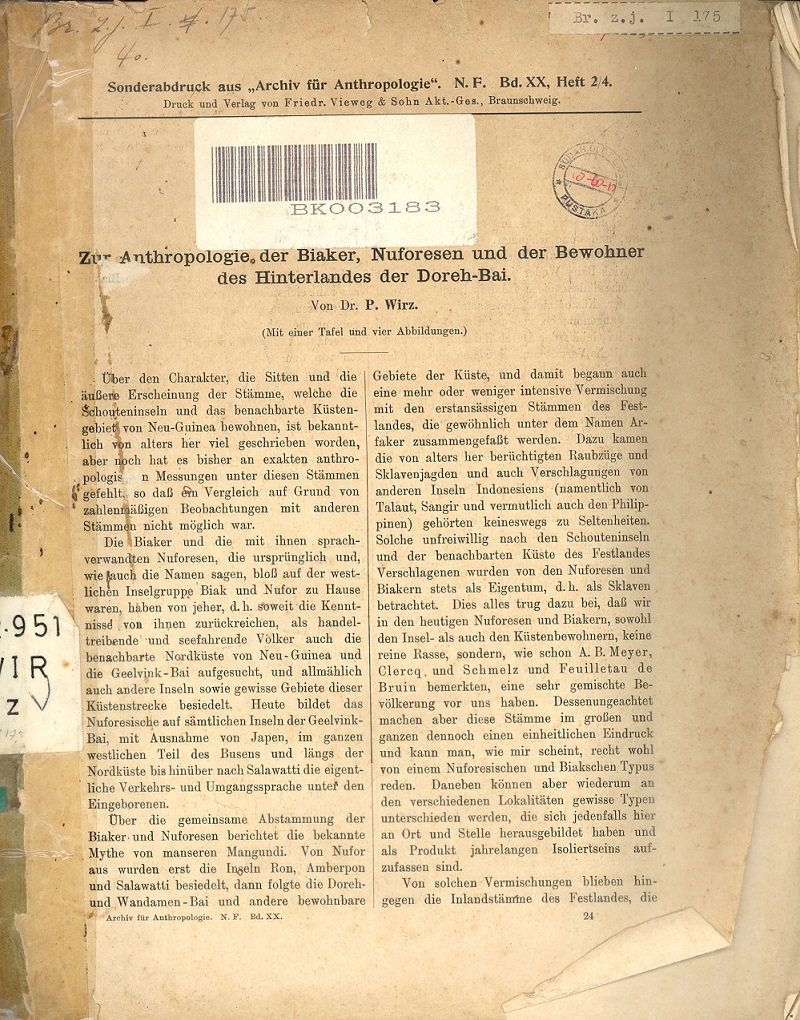 Br. z. j. I 175.
Br. z.j. I 175
40.
Sonderabdruck aus „Archiv für Anthropologie“. N. F. Bd. XX, Heft 2/4.
Druck und Verlag von Friedr. Vieweg & Sohn Akt.-Ges., Braunschweig.
BK003183
PUSTAKA
Zur Anthropologie der Biaker, Nuforesen und der Bewohner
des Hinterlandes der Doreh-Bai.
Von Dr. P. Wirz.
(Mit einer Tafel und vier Abbildungen.)
Über den Charakter, die Sitten und die
äußere Erscheinung der Stämme, welche die
Schouteninseln und das benachbarte Küsten-
gebiet von Neu-Guinea bewohnen, ist bekannt-
lich von alters her viel geschrieben worden,
aber noch hat es bisher an exakten anthro-
pologis n Messungen unter diesen Stämmen
gefehlt, so daß ein Vergleich auf Grund von
zahlenmäßigen Beobachtungen mit anderen
Stämmen nicht möglich war.
Die Biaker und die mit ihnen sprach-
verwandten Nuforesen, die ursprünglich und,
wie auch die Namen sagen, bloß auf der west-
lichen Inselgruppe Biak und Nufor zu Hause
waren, haben von jeher, d. h. soweit die Kennt-
nisse von ihnen zurückreichen, als handel-
treibende und seefahrende Völker auch die
benachbarte Nordküste von Neu-Guinea und
die Geelvink-Bai aufgesucht, und allmählich
auch andere Inseln sowie gewisse Gebiete dieser
Küstenstrecke besiedelt. Heute bildet das
Nuforesische auf sämtlichen Inseln der Geelvink-
Bai, mit Ausnahme von Japen, im ganzen
westlichen Teil des Busens und längs der
Nordküste bis hinüber nach Salawatti die eigent-
liche Verkehrs- und Umgangssprache unter den
Eingeborenen.
Über die gemeinsame Abstammung der
Biaker und Nuforesen berichtet die bekannte
Mythe von manseren Mangundi. Von Nufor
aus wurden erst die Inseln Ron, Amberpon
und Salawatti besiedelt, dann folgte die Doreh-
und Wandamen-Bai und andere bewohnbare
Gebiete der Küste, und damit begann auch
eine mehr oder weniger intensive Vermischung
mit den erstansässigen Stämmen des Fest-
landes, die gewöhnlich unter dem Namen Ar-
faker zusammengefaßt werden. Dazu kamen
die von alters her berüchtigten Raubzüge und
Sklavenjagden und auch Verschlagungen von
anderen Inseln Indonesiens (namentlich von
Talaut, Sangir und vermutlich auch den Philip-
pinen) gehörten keineswegs zu Seltenheiten.
Solche unfreiwillig nach den Schouteninseln
und der benachbarten Küste des Festlandes
Verschlagenen wurden von den Nuforesen und
Biakern stets als Eigentum, d. h. als Sklaven
betrachtet. Dies alles trug dazu bei, daß wir
in den heutigen Nuforesen und Biakern, sowohl
den Insel- als auch den Küstenbewohnern, keine
reine Rasse, sondern, wie schon A. B. Meyer,
Clercq und Schmelz und Feuilletau de
Bruin bemerkten, eine sehr gemischte Be-
völkerung vor uns haben. Dessenungeachtet
machen aber diese Stämme im großen und
ganzen dennoch einen einheitlichen Eindruck
und kann man, wie mir scheint, recht wohl
von einem Nuforesischen und Biakschen Typus
reden. Daneben können aber wiederum an
den verschiedenen Lokalitäten gewisse Typen
unterschieden werden, die sich jedenfalls hier
an Ort und Stelle herausgebildet haben und
als Produkt jahrelangen Isoliertseins auf-
zufassen sind.
Von solchen Vermischungen blieben hin-
gegen die Inlandstämme des Festlandes, die
Archiv für Anthropologie. N. F. Bd. XX.
24
.951
WIR
z